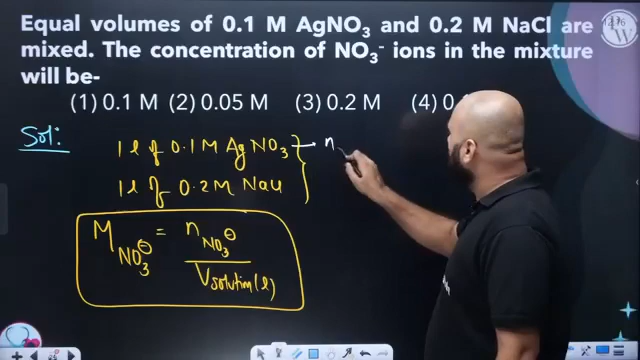 Equal volumes of 0.1 M AgNO₃ and 0.2 M NaCl are
mixed. The concentration of NO₃⁻ ions in the mixture
will be-
(1) 0.1 M (2) 0.05 M (3) 0.2 M (4) 0.
Sol:
1 l of 0.1 M AgNO₃ → n
1 l of 0.2 M NaCl
M NO₃⊖ = n NO₃⊖ / V solution (l)